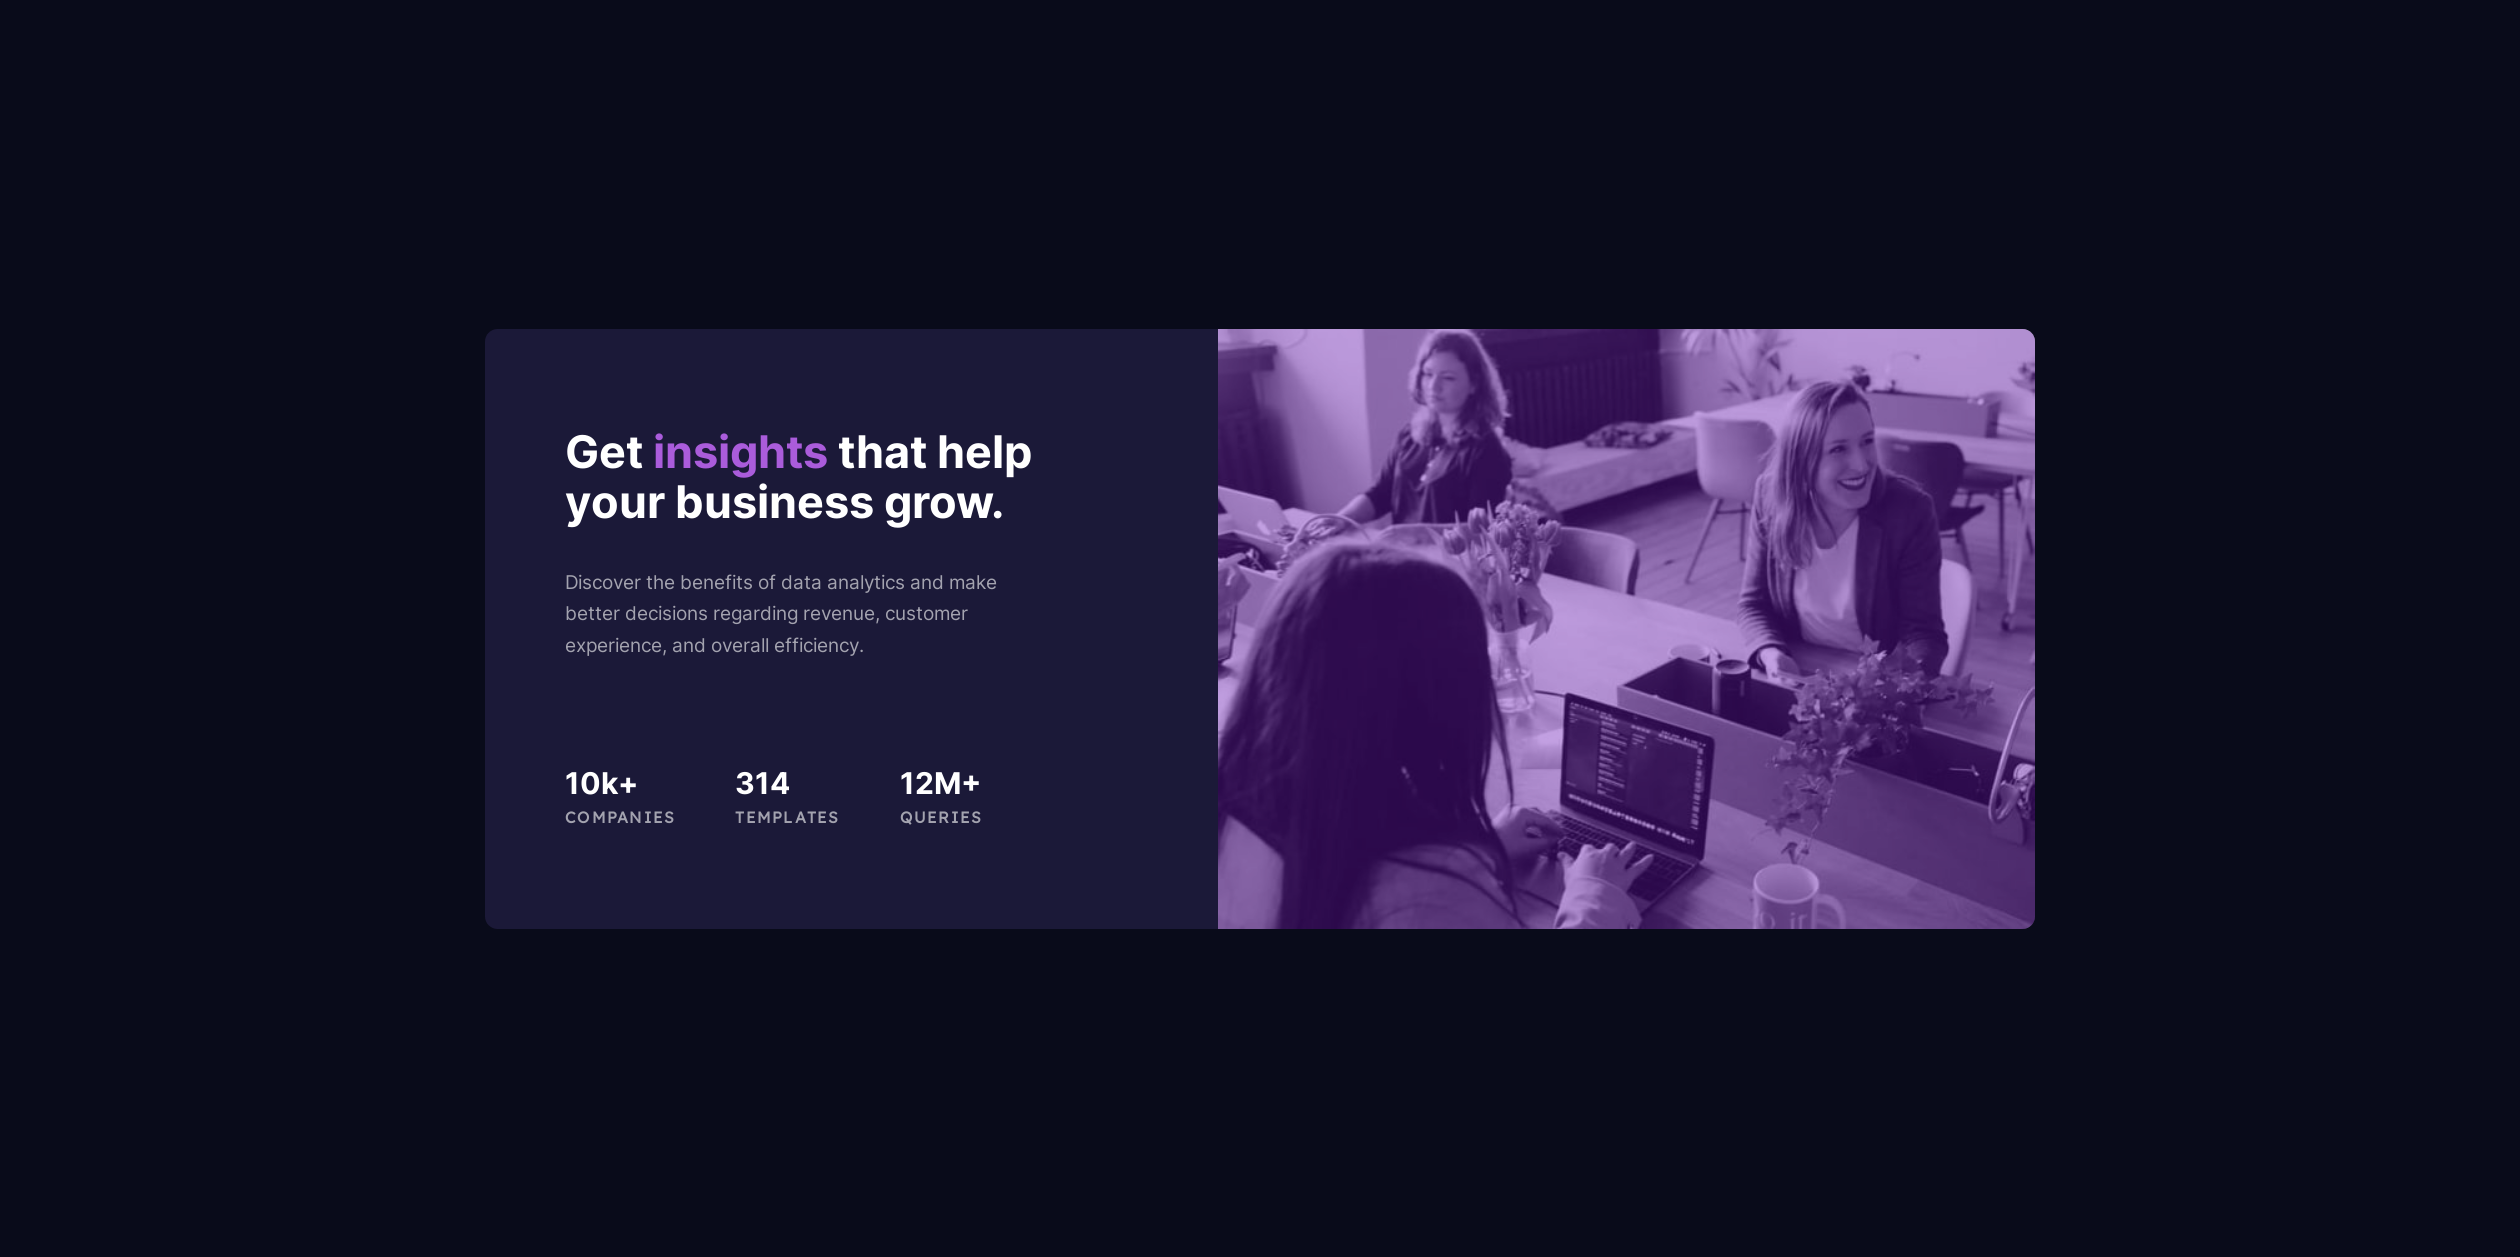 Get insights that help
your business grow.
Discover the benefits of data analytics and make
better decisions regarding revenue, customer
experience, and overall efficiency.
10k+ 314 12M+
COMPANIES TEMPLATES QUERIES